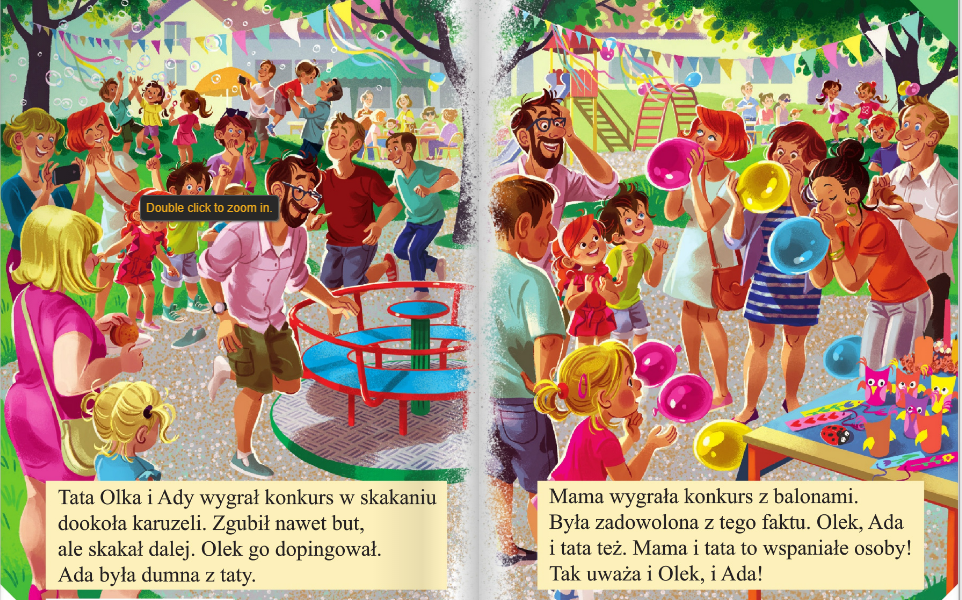 Double click to zoom in.
Tata Olka i Ady wygrał konkurs w skakaniu
dookoła karuzeli. Zgubił nawet but,
ale skakał dalej. Olek go dopingował.
Ada była dumna z taty.
Mama wygrała konkurs z balonami.
Była zadowolona z tego faktu. Olek, Ada
i tata też. Mama i tata to wspaniałe osoby!
Tak uważa i Olek, i Ada!